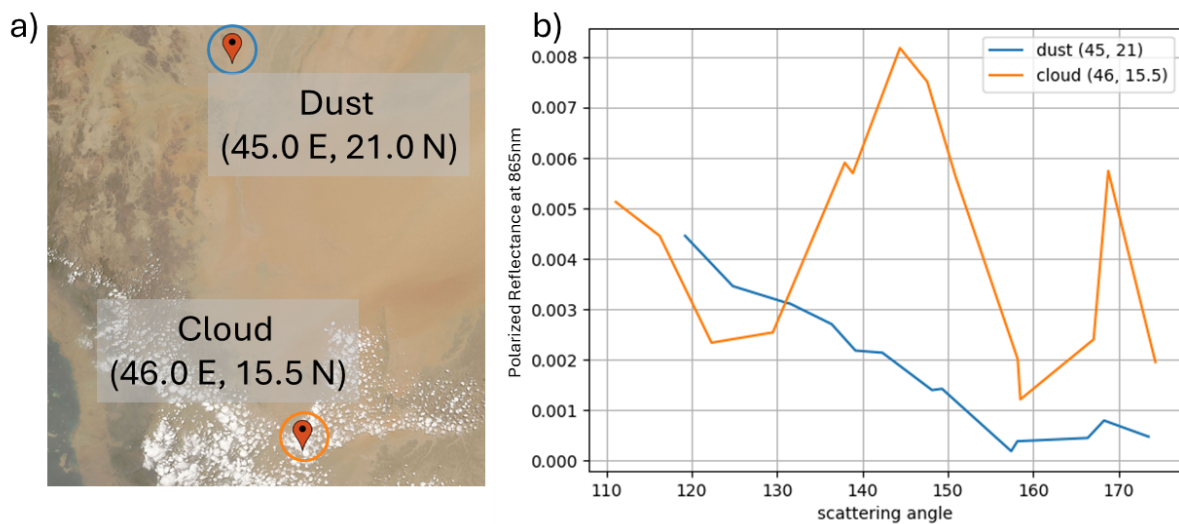 a)
Dust
(45.0 E, 21.0 N)
Cloud
(46.0 E, 15.5 N)
b)
dust (45, 21)
cloud (46, 15.5)
Polarized Reflectance at 865nm
0.008
0.007
0.006
0.005
0.004
0.003
0.002
0.001
0.000
110 120 130 140 150 160 170
scattering angle